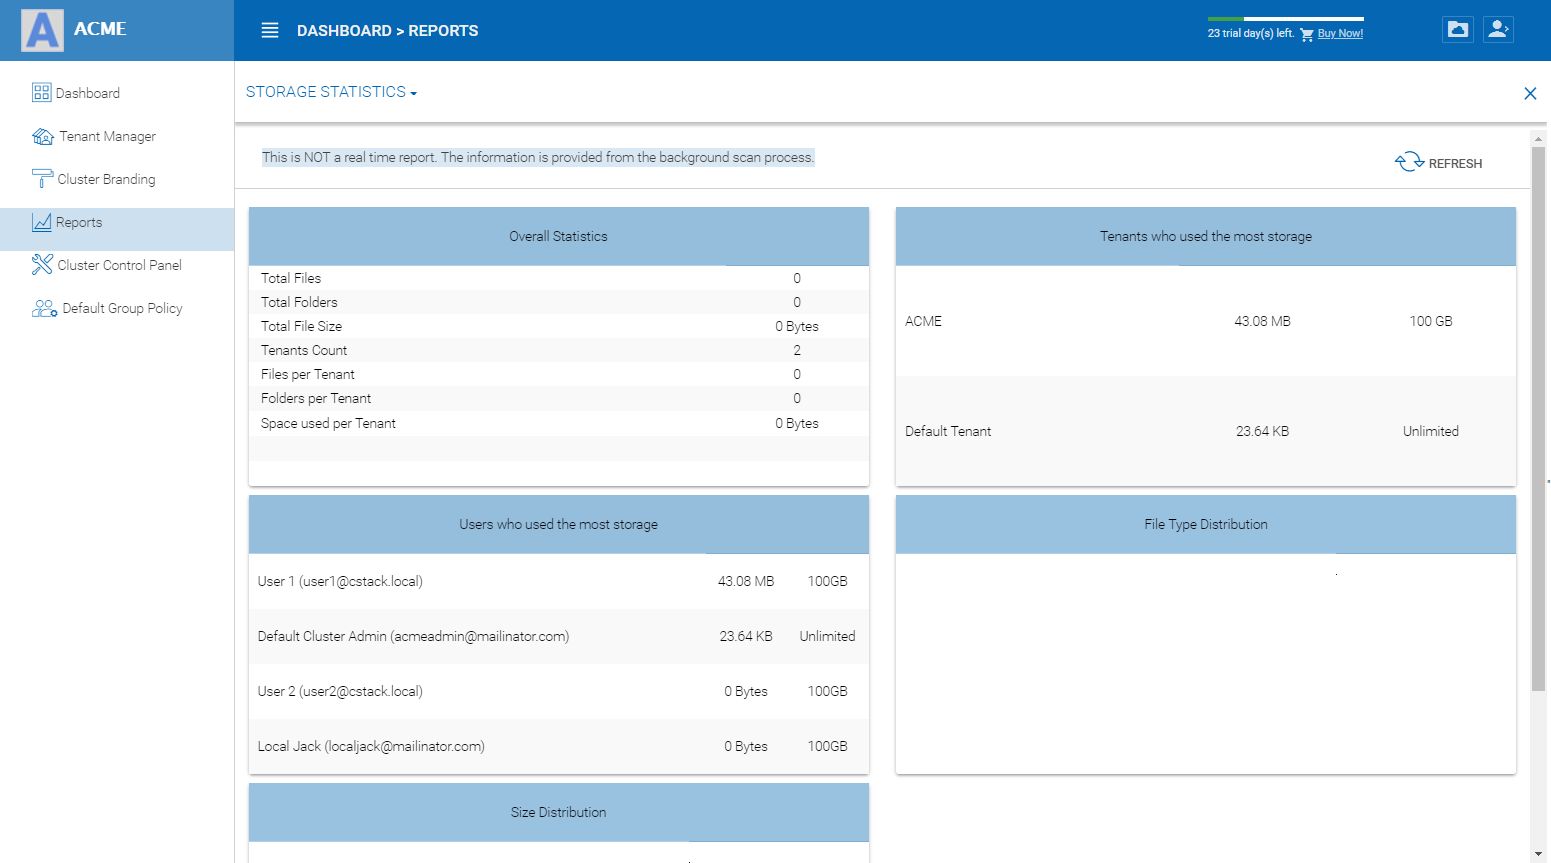 A ACME
DASHBOARD > REPORTS
23 trial day(s) left. Buy Now!
Dashboard
Tenant Manager
Cluster Branding
Reports
Cluster Control Panel
Default Group Policy
STORAGE STATISTICS
This is NOT a real time report. The information is provided from the background scan process.
REFRESH
Overall Statistics
Total Files 0
Total Folders 0
Total File Size 0 Bytes
Tenants Count 2
Files per Tenant 0
Folders per Tenant 0
Space used per Tenant 0 Bytes
Tenants who used the most storage
ACME 43.08 MB 100 GB
Default Tenant 23.64 KB Unlimited
Users who used the most storage
User 1 (user1@cstack.local) 43.08 MB 100GB
Default Cluster Admin (acmeadmin@mailinator.com) 23.64 KB Unlimited
User 2 (user2@cstack.local) 0 Bytes 100GB
Local Jack (localjack@mailinator.com) 0 Bytes 100GB
File Type Distribution
Size Distribution